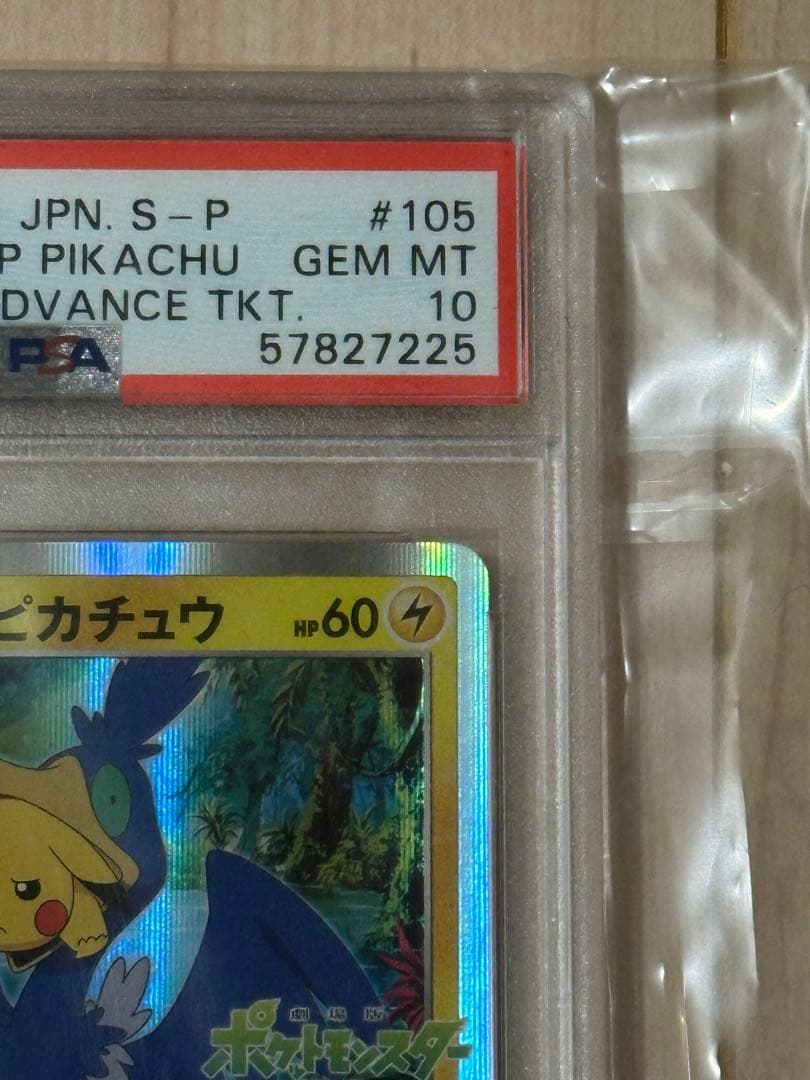 JPN. S-P #105
P PIKACHU GEM MT
DVANCE TKT. 10
PSA 57827225
ピカチュウ HP60
劇場版
ポケットモンスター